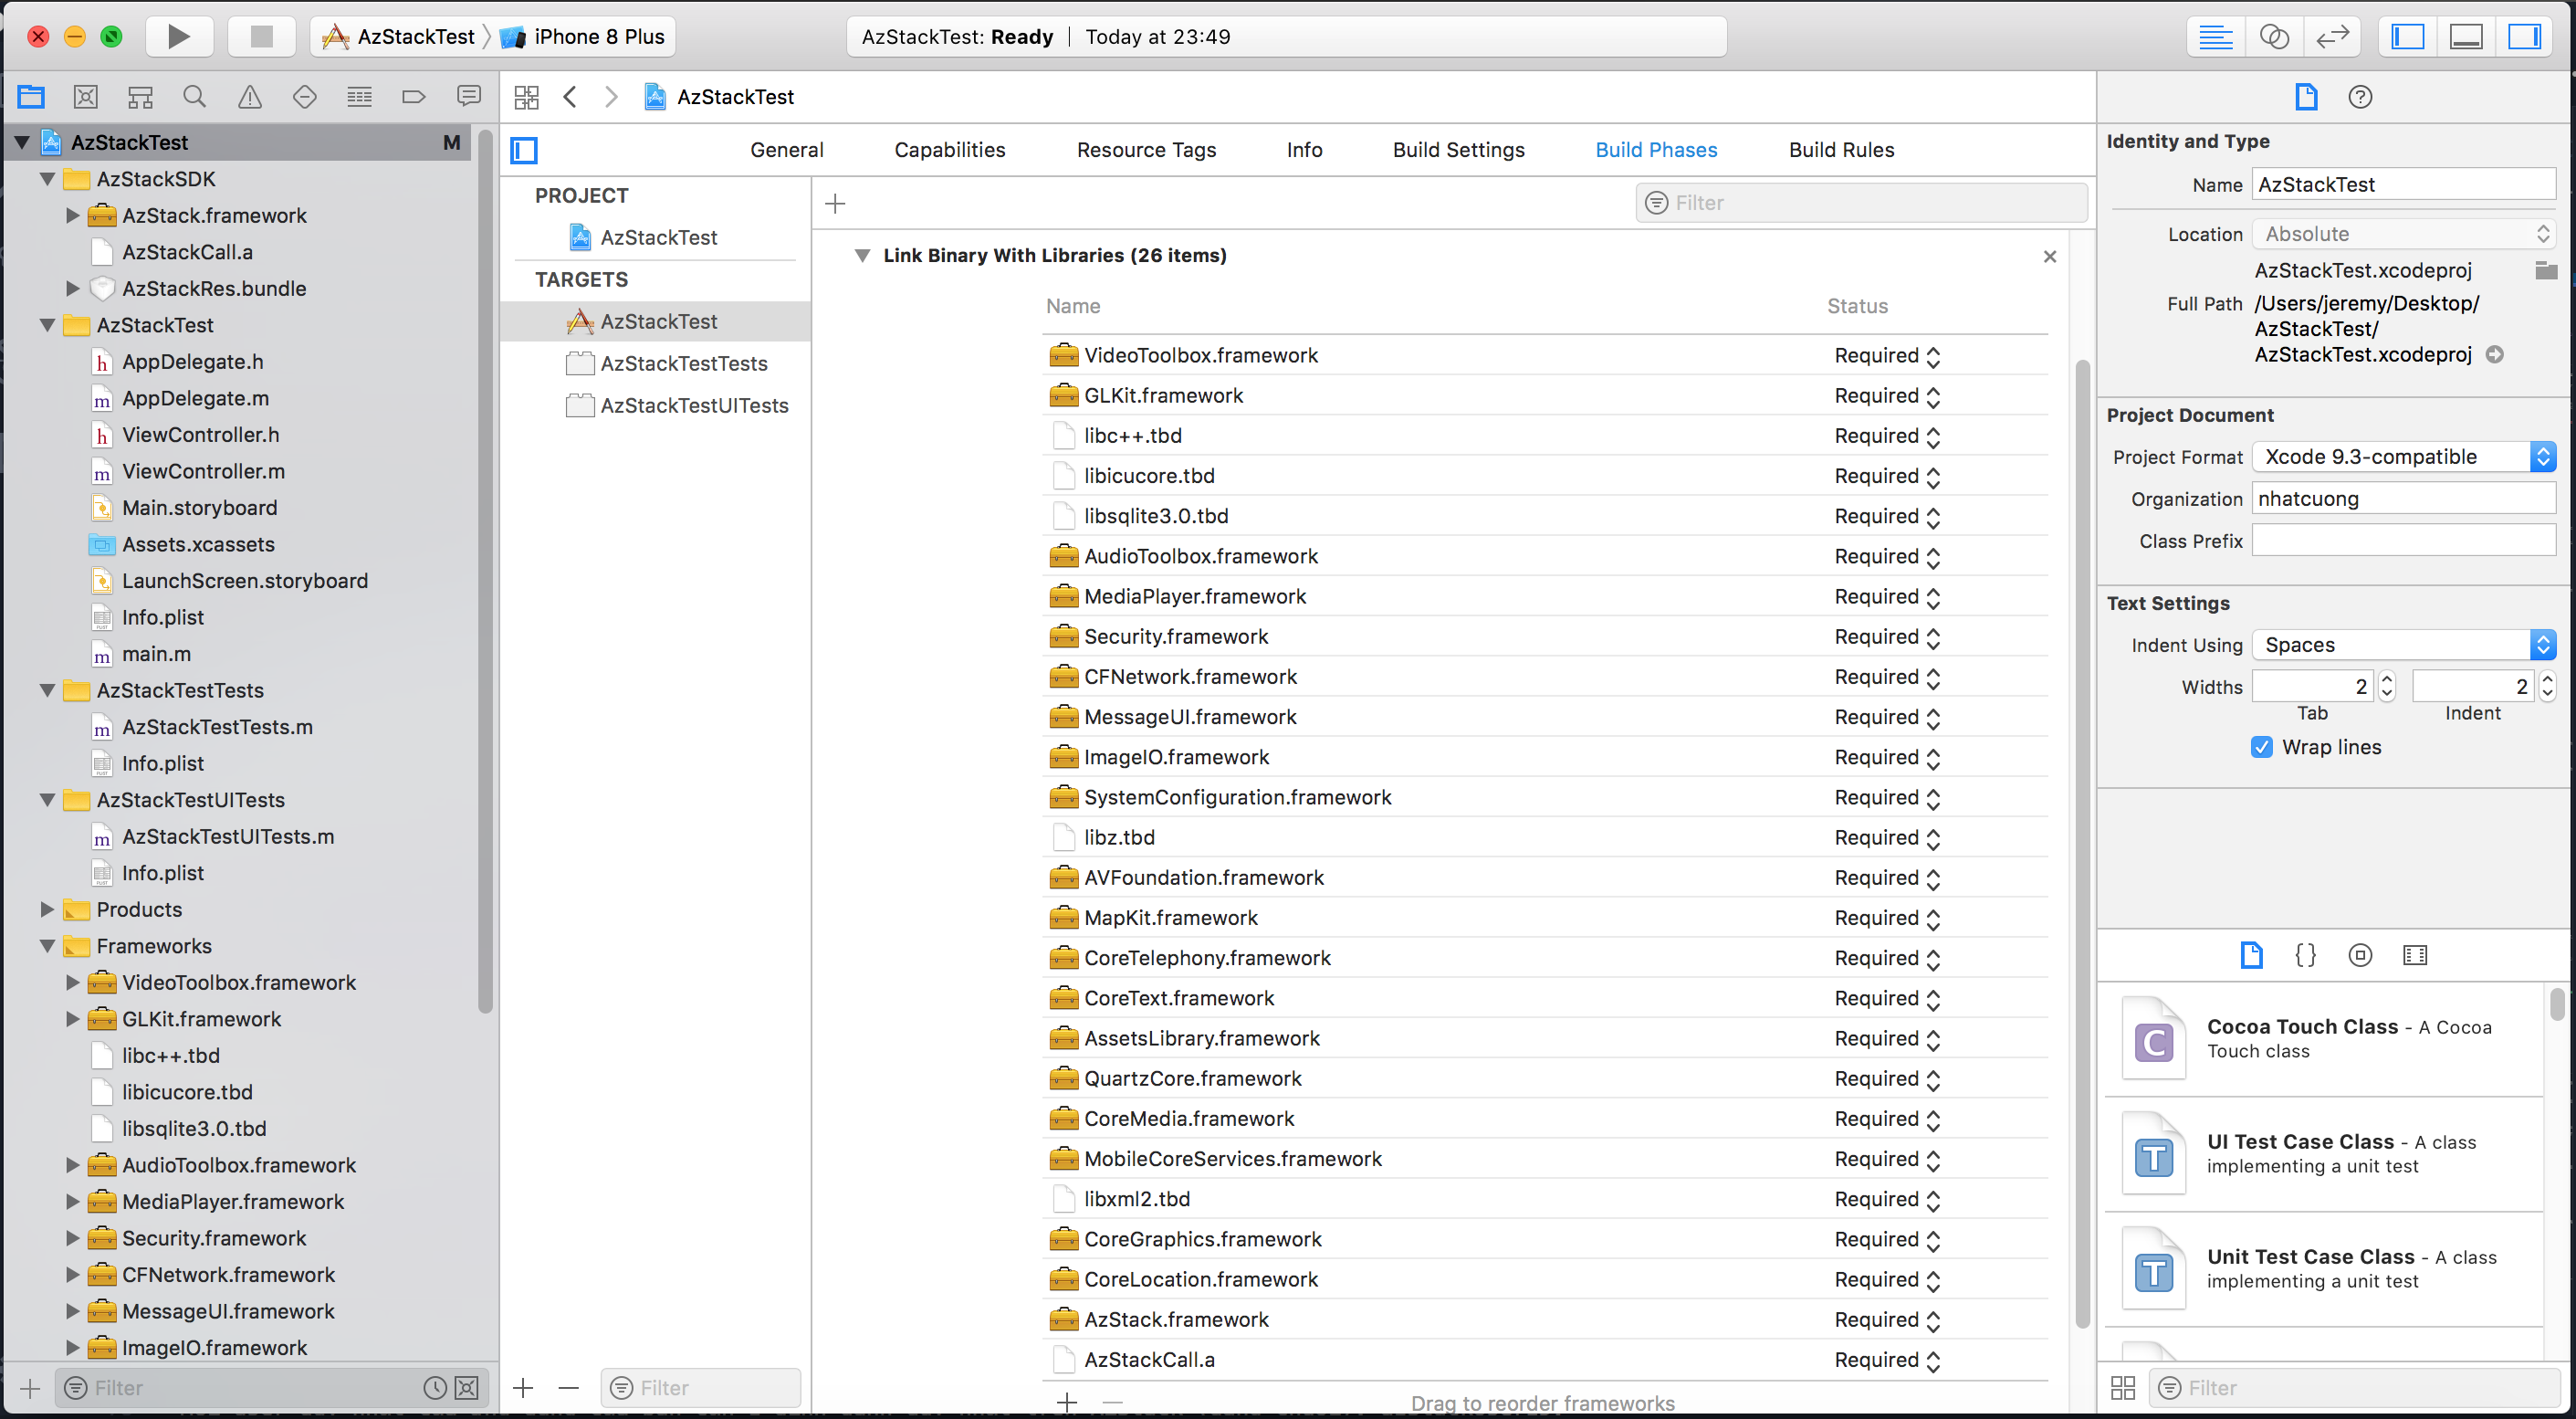 AzStackTest iPhone 8 Plus
AzStackTest: Ready | Today at 23:49
AzStackTest M
AzStackSDK
AzStack.framework
AzStackCall.a
AzStackRes.bundle
AzStackTest
AppDelegate.h
AppDelegate.m
ViewController.h
ViewController.m
Main.storyboard
Assets.xcassets
LaunchScreen.storyboard
Info.plist
main.m
AzStackTestTests
AzStackTestTests.m
Info.plist
AzStackTestUITests
AzStackTestUITests.m
Info.plist
Products
Frameworks
VideoToolbox.framework
GLKit.framework
libc++.tbd
libicucore.tbd
libsqlite3.0.tbd
AudioToolbox.framework
MediaPlayer.framework
Security.framework
CFNetwork.framework
MessageUI.framework
ImageIO.framework
Filter
AzStackTest
General Capabilities Resource Tags Info Build Settings Build Phases Build Rules
PROJECT
AzStackTest
TARGETS
AzStackTest
AzStackTestTests
AzStackTestUITests
Filter
Filter
Link Binary With Libraries (26 items)
Name Status
VideoToolbox.framework Required
GLKit.framework Required
libc++.tbd Required
libicucore.tbd Required
libsqlite3.0.tbd Required
AudioToolbox.framework Required
MediaPlayer.framework Required
Security.framework Required
CFNetwork.framework Required
MessageUI.framework Required
ImageIO.framework Required
SystemConfiguration.framework Required
libz.tbd Required
AVFoundation.framework Required
MapKit.framework Required
CoreTelephony.framework Required
CoreText.framework Required
AssetsLibrary.framework Required
QuartzCore.framework Required
CoreMedia.framework Required
MobileCoreServices.framework Required
libxml2.tbd Required
CoreGraphics.framework Required
CoreLocation.framework Required
AzStack.framework Required
AzStackCall.a Required
Drag to reorder frameworks
Identity and Type
Name AzStackTest
Location Absolute
AzStackTest.xcodeproj
Full Path /Users/jeremy/Desktop/
AzStackTest/
AzStackTest.xcodeproj
Project Document
Project Format Xcode 9.3-compatible
Organization nhatcuong
Class Prefix
Text Settings
Indent Using Spaces
Widths 2 2
Tab Indent
Wrap lines
Cocoa Touch Class - A Cocoa
Touch class
UI Test Case Class - A class
implementing a unit test
Unit Test Case Class - A class
implementing a unit test
Filter